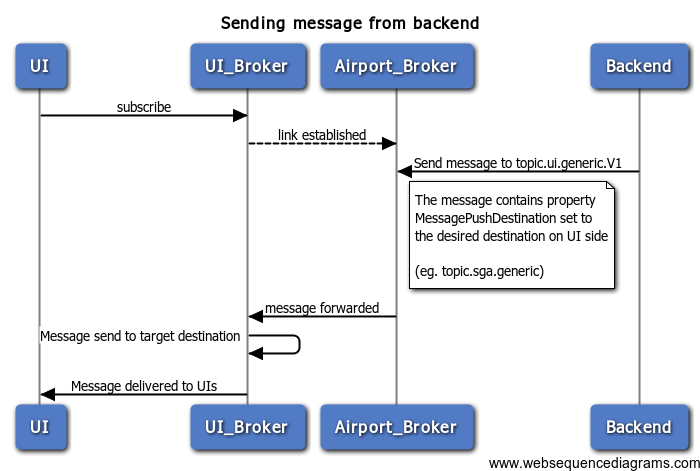 Sending message from backend
UI
UI_Broker
Airport_Broker
Backend
subscribe
link established
Send message to topic.ui.generic.V1
The message contains property
MessagePushDestination set to
the desired destination on UI side
(eg. topic.sga.generic)
message forwarded
Message send to target destination
Message delivered to UIs
UI
UI_Broker
Airport_Broker
Backend
www.websequencediagrams.com